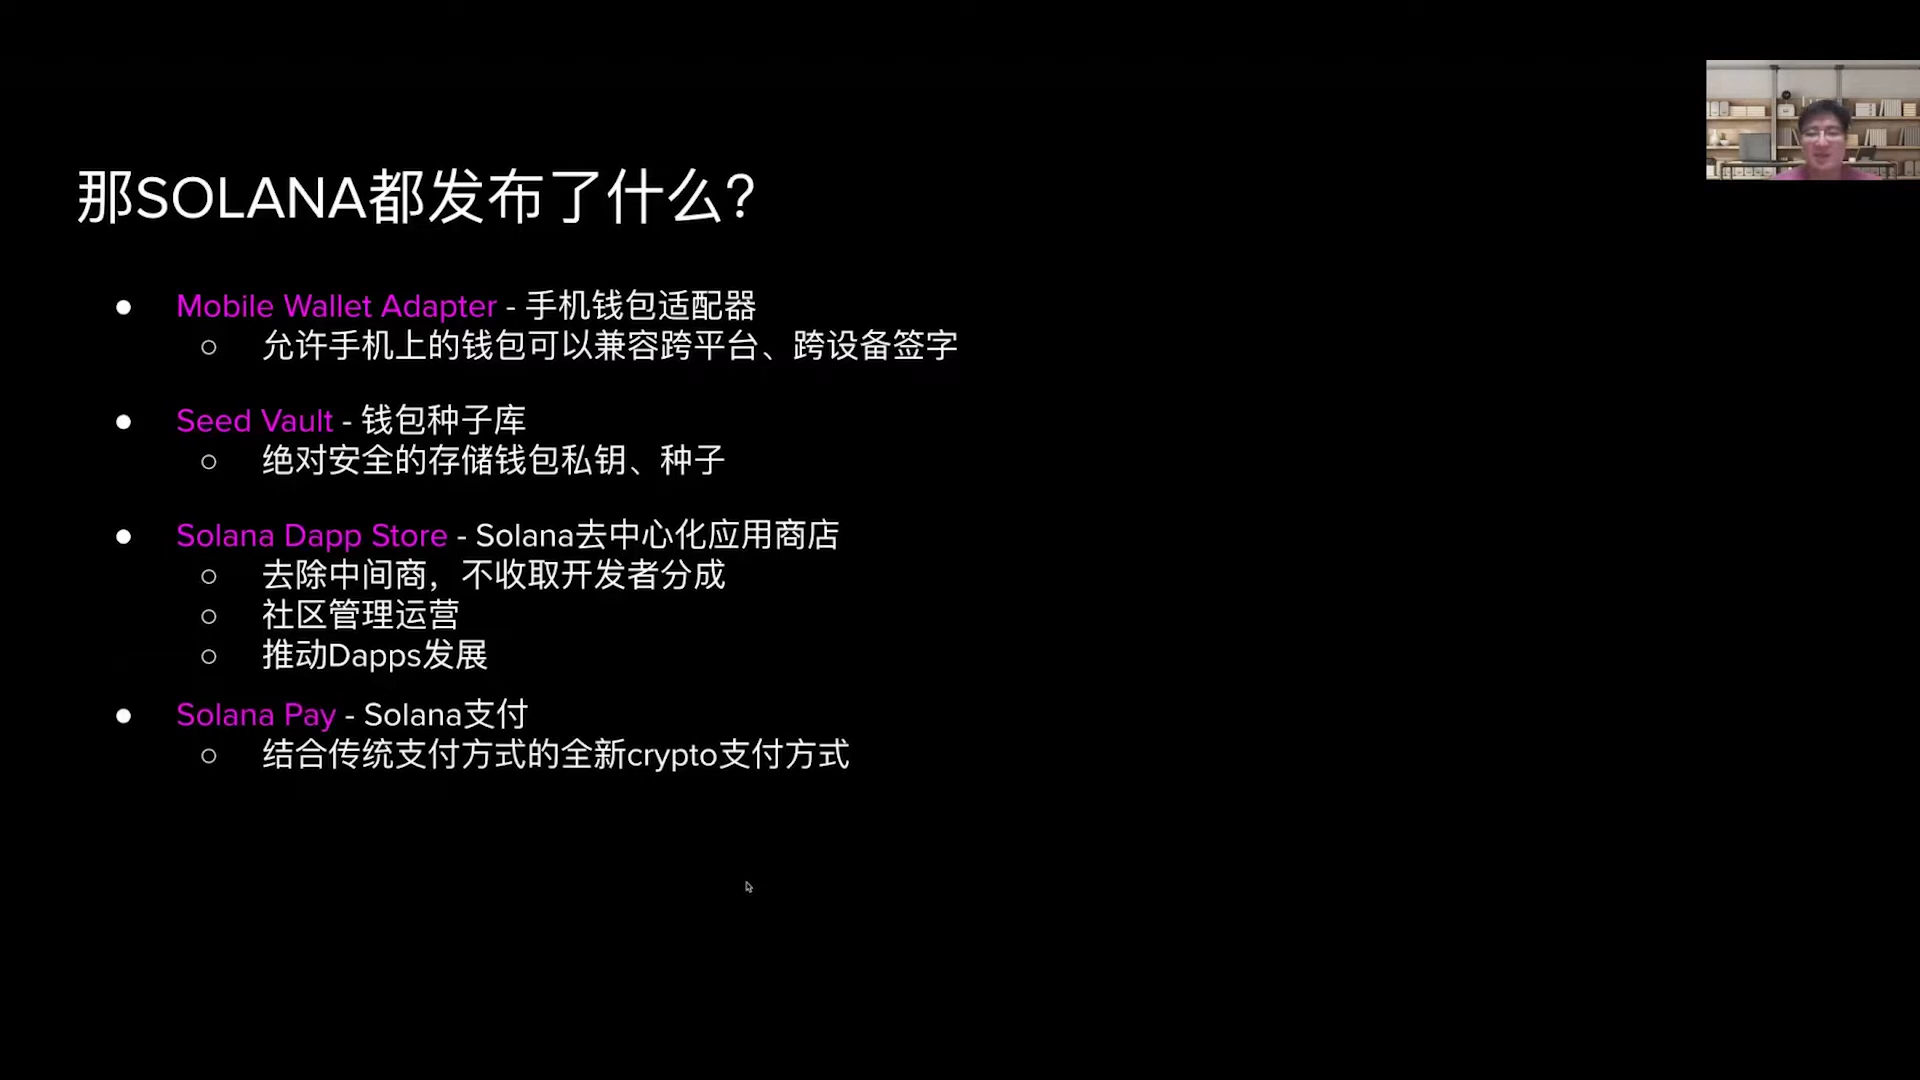 那SOLANA都发布了什么？
● Mobile Wallet Adapter - 手机钱包适配器
○ 允许手机上的钱包可以兼容跨平台、跨设备签字
● Seed Vault - 钱包种子库
○ 绝对安全的存储钱包私钥、种子
● Solana Dapp Store - Solana去中心化应用商店
○ 去除中间商，不收取开发者分成
○ 社区管理运营
○ 推动Dapps发展
● Solana Pay - Solana支付
○ 结合传统支付方式的全新crypto支付方式